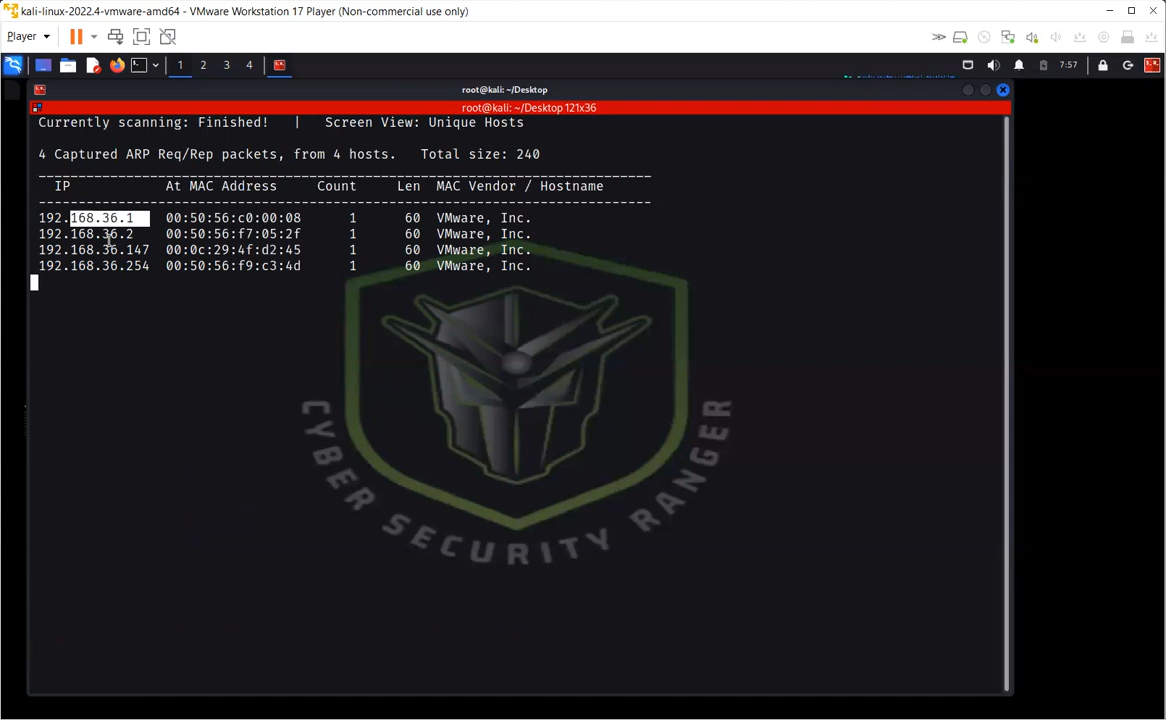 kali-linux-2022.4-vmware-amd64 - VMware Workstation 17 Player (Non-commercial use only)
Player
1 2 3 4
7:57
root@kali: ~/Desktop
root@kali: ~/Desktop 121x36
Currently scanning: Finished! | Screen View: Unique Hosts
4 Captured ARP Req/Rep packets, from 4 hosts. Total size: 240
IP At MAC Address Count Len MAC Vendor / Hostname
192.168.36.1 00:50:56:c0:00:08 1 60 VMware, Inc.
192.168.36.2 00:50:56:f7:05:2f 1 60 VMware, Inc.
192.168.36.147 00:0c:29:4f:d2:45 1 60 VMware, Inc.
192.168.36.254 00:50:56:f9:c3:4d 1 60 VMware, Inc.
CYBER SECURITY RANGER